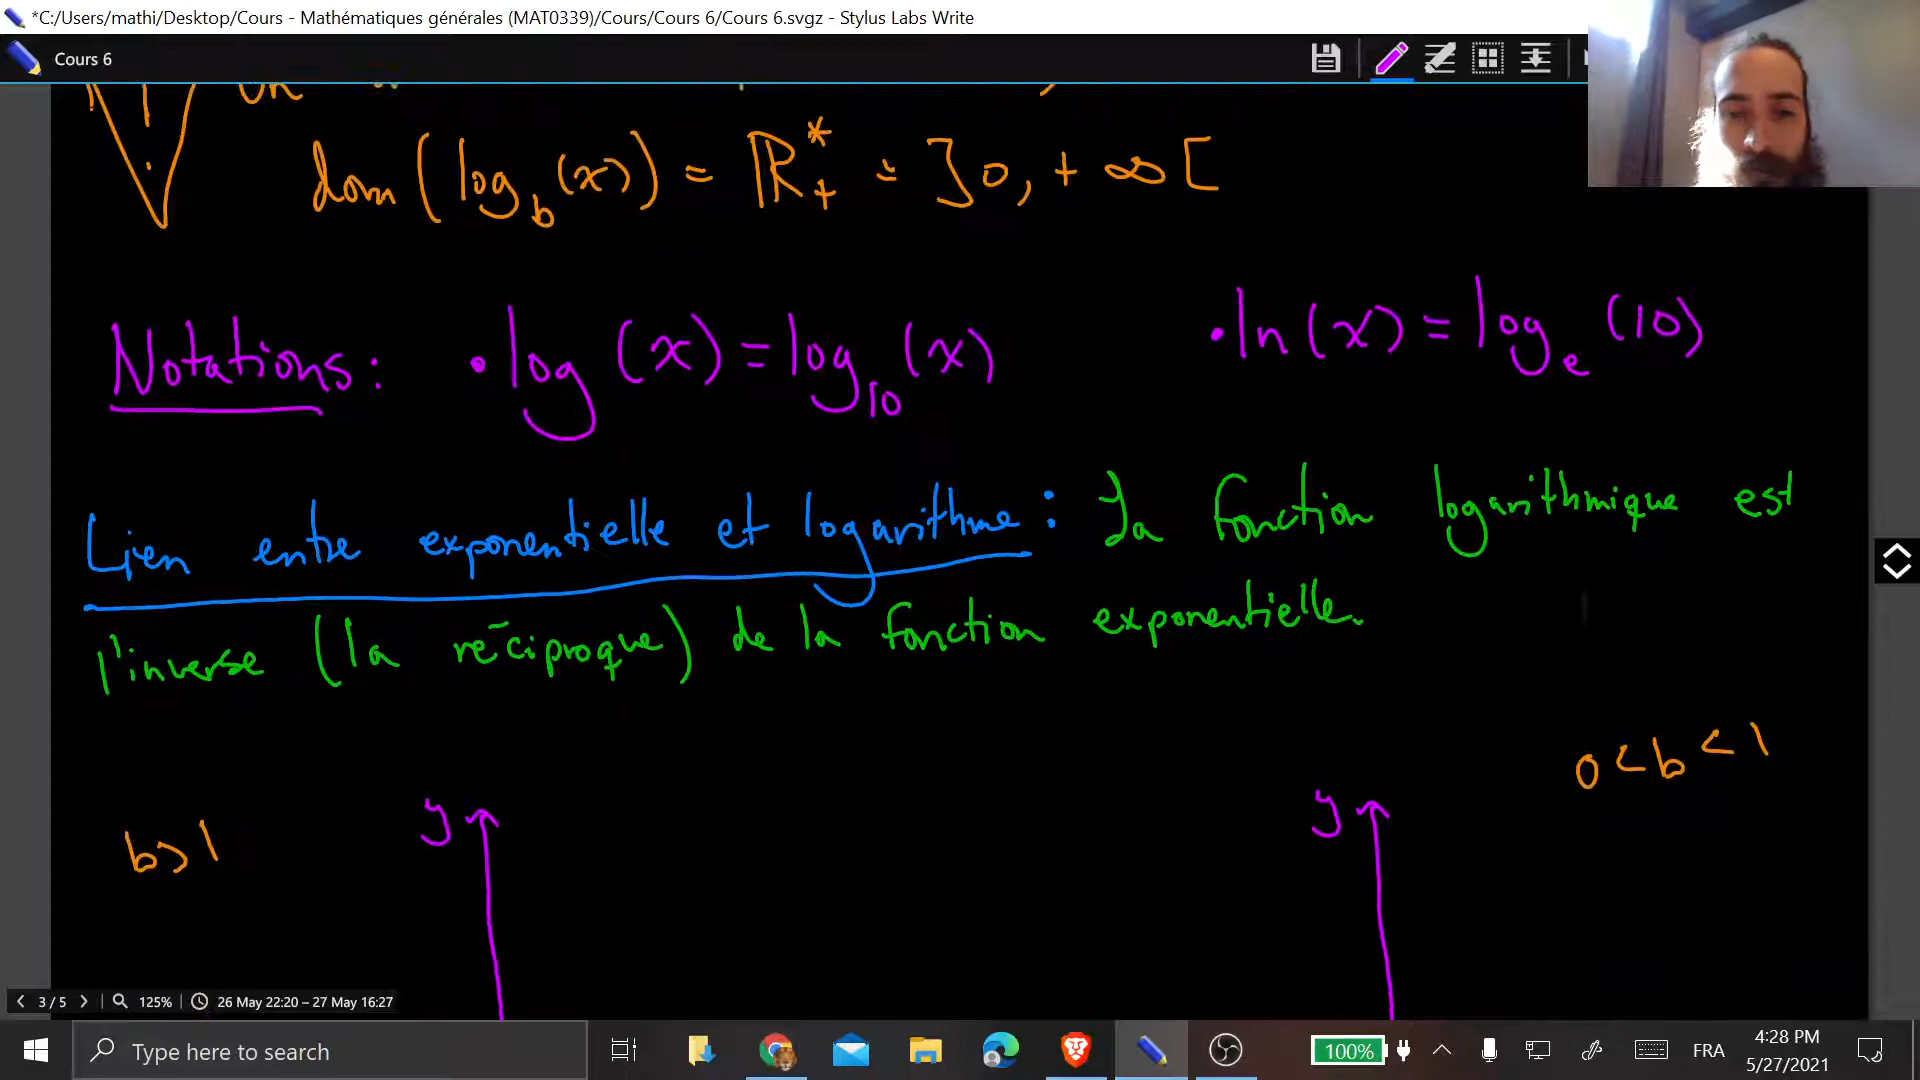 *C:/Users/mathi/Desktop/Cours - Mathématiques générales (MAT0339)/Cours/Cours 6/Cours 6.svgz - Stylus Labs Write
Cours 6
dom(log_b(x)) = ℝ₊* = ]0, +∞[
Notations: • log(x) = log_10(x) • ln(x) = log_e(10)
Lien entre exponentielle et logarithme : La fonction logarithmique est
l'inverse (la réciproque) de la fonction exponentielle.
0 < b < 1
b > 1 y y
3 / 5 125% 26 May 22:20 – 27 May 16:27
Type here to search 100% FRA 4:28 PM
5/27/2021